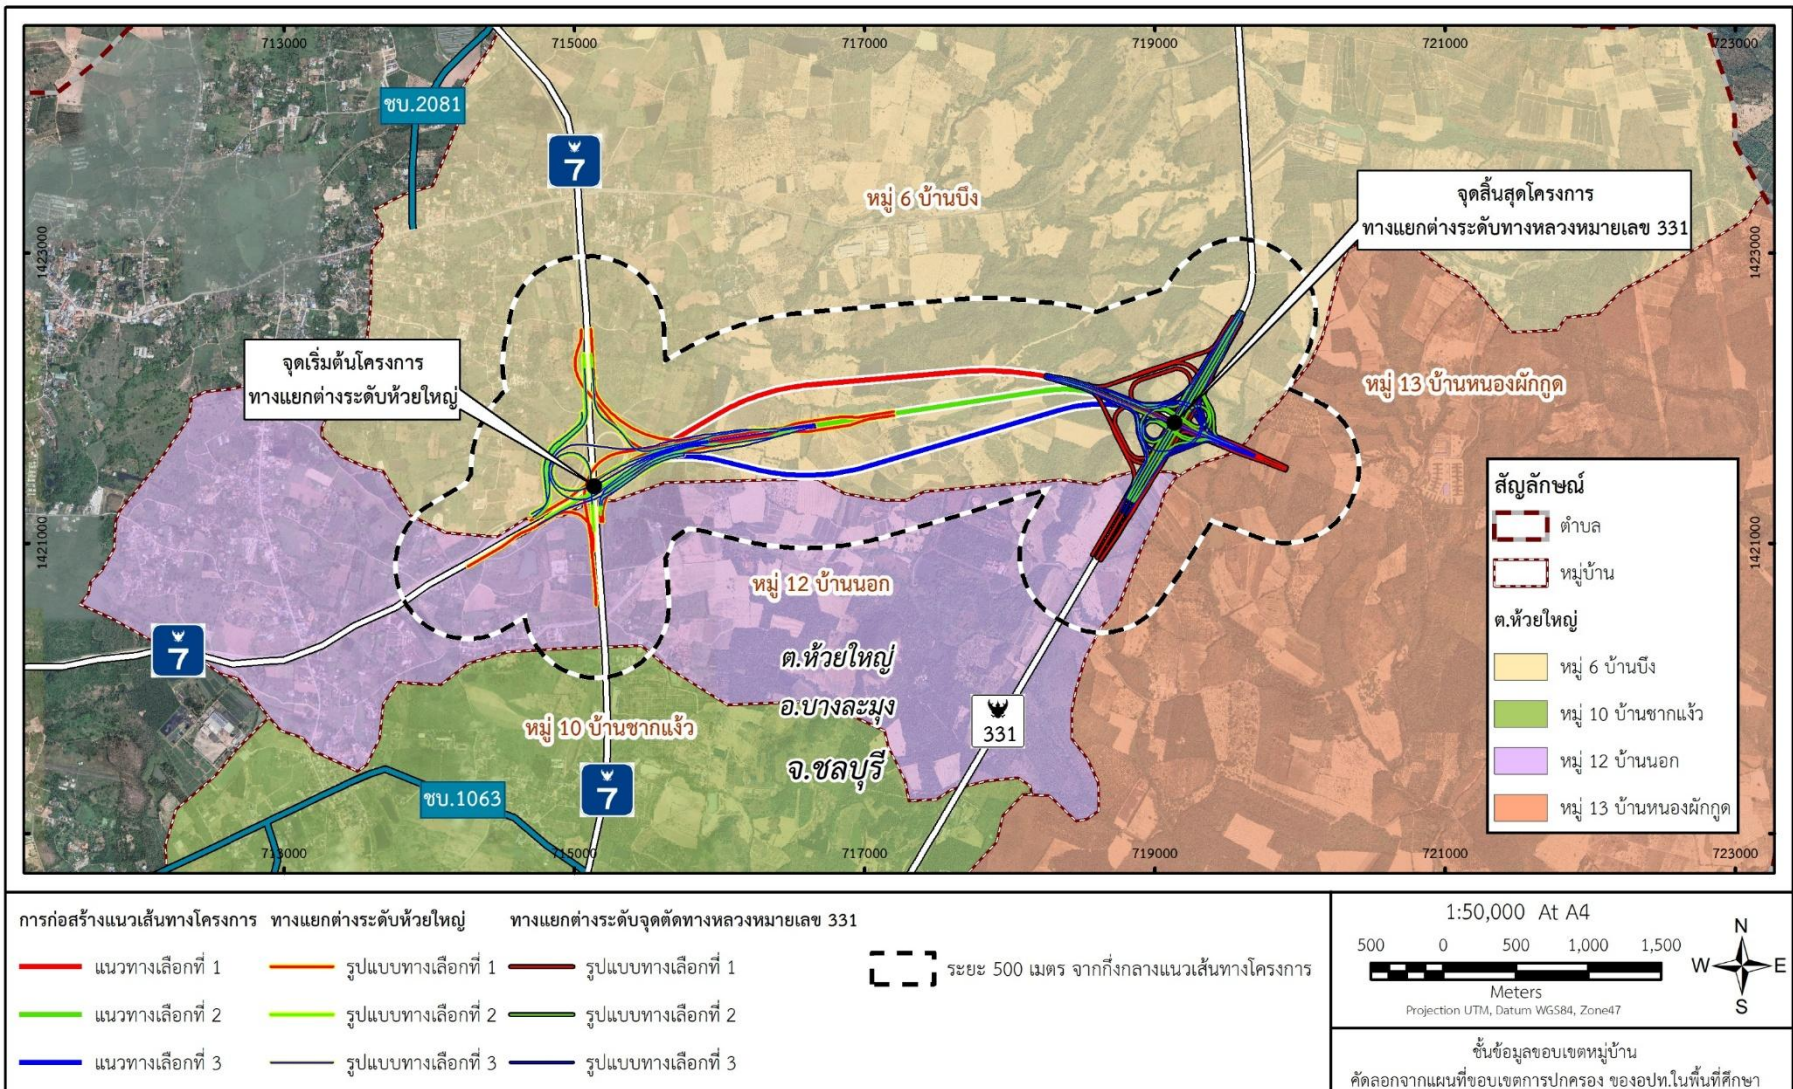 713000
715000
717000
719000
721000
723000
ชบ.2081
7
หมู่ 6 บ้านบึง
จุดสิ้นสุดโครงการ
ทางแยกต่างระดับทางหลวงหมายเลข 331
1423000
1423000
จุดเริ่มต้นโครงการ
ทางแยกต่างระดับห้วยใหญ่
หมู่ 13 บ้านหนองผักกูด
1421000
1421000
หมู่ 12 บ้านนอก
7
ต.ห้วยใหญ่
อ.บางละมุง
จ.ชลบุรี
หมู่ 10 บ้านชากแง้ว
331
7
ชบ.1063
713000
715000
717000
719000
721000
723000
สัญลักษณ์
ตำบล
หมู่บ้าน
ต.ห้วยใหญ่
หมู่ 6 บ้านบึง
หมู่ 10 บ้านชากแง้ว
หมู่ 12 บ้านนอก
หมู่ 13 บ้านหนองผักกูด
การก่อสร้างแนวเส้นทางโครงการ
แนวทางเลือกที่ 1
แนวทางเลือกที่ 2
แนวทางเลือกที่ 3
ทางแยกต่างระดับห้วยใหญ่
รูปแบบทางเลือกที่ 1
รูปแบบทางเลือกที่ 2
รูปแบบทางเลือกที่ 3
ทางแยกต่างระดับจุดตัดทางหลวงหมายเลข 331
รูปแบบทางเลือกที่ 1
รูปแบบทางเลือกที่ 2
รูปแบบทางเลือกที่ 3
ระยะ 500 เมตร จากกึ่งกลางแนวเส้นทางโครงการ
1:50,000 At A4
500 0 500 1,000 1,500
Meters
Projection UTM, Datum WGS84, Zone47
N
W E
S
ชั้นข้อมูลขอบเขตหมู่บ้าน
คัดลอกจากแผนที่ขอบเขตการปกครอง ของอปท.ในพื้นที่ศึกษา